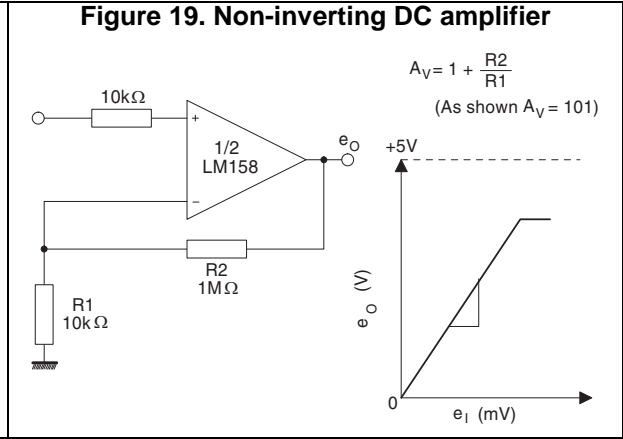 Figure 19. Non-inverting DC amplifier
A_V = 1 + R2/R1
(As shown A_V = 101)
10kΩ
+
1/2
LM158
e_O
+5V
−
R2
1MΩ
R1
10kΩ
e_O (V)
0
e_I (mV)